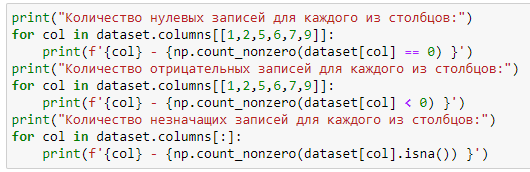 print("Количество нулевых записей для каждого из столбцов:")
for col in dataset.columns[[1,2,5,6,7,9]]:
    print(f'{col} - {np.count_nonzero(dataset[col] == 0) }')
print("Количество отрицательных записей для каждого из столбцов:")
for col in dataset.columns[[1,2,5,6,7,9]]:
    print(f'{col} - {np.count_nonzero(dataset[col] < 0) }')
print("Количество незначащих записей для каждого из столбцов:")
for col in dataset.columns[:]:
    print(f'{col} - {np.count_nonzero(dataset[col].isna()) }')